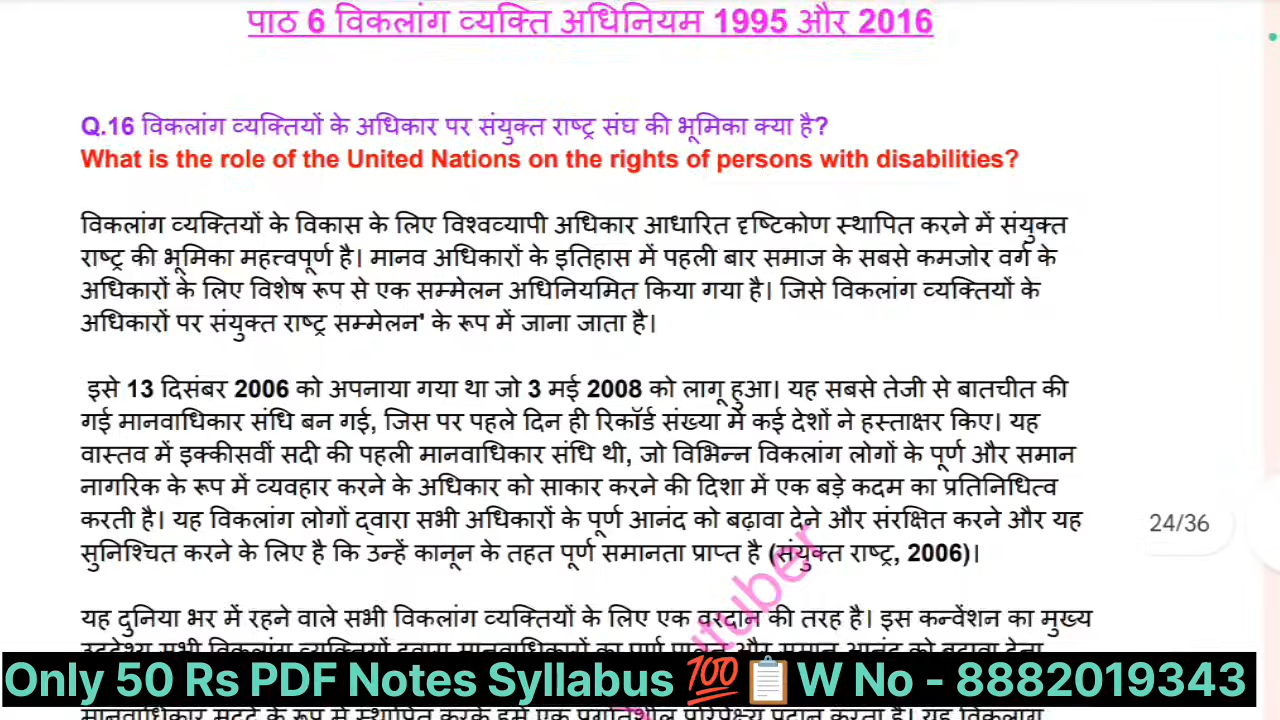 पाठ 6 विकलांग व्यक्ति अधिनियम 1995 और 2016
Q.16 विकलांग व्यक्तियों के अधिकार पर संयुक्त राष्ट्र संघ की भूमिका क्या है?
What is the role of the United Nations on the rights of persons with disabilities?
विकलांग व्यक्तियों के विकास के लिए विश्वव्यापी अधिकार आधारित दृष्टिकोण स्थापित करने में संयुक्त
राष्ट्र की भूमिका महत्त्वपूर्ण है। मानव अधिकारों के इतिहास में पहली बार समाज के सबसे कमजोर वर्ग के
अधिकारों के लिए विशेष रूप से एक सम्मेलन अधिनियमित किया गया है। जिसे विकलांग व्यक्तियों के
अधिकारों पर संयुक्त राष्ट्र सम्मेलन' के रूप में जाना जाता है।
इसे 13 दिसंबर 2006 को अपनाया गया था जो 3 मई 2008 को लागू हुआ। यह सबसे तेजी से बातचीत की
गई मानवाधिकार संधि बन गई, जिस पर पहले दिन ही रिकॉर्ड संख्या में कई देशों ने हस्ताक्षर किए। यह
वास्तव में इक्कीसवीं सदी की पहली मानवाधिकार संधि थी, जो विभिन्न विकलांग लोगों के पूर्ण और समान
नागरिक के रूप में व्यवहार करने के अधिकार को साकार करने की दिशा में एक बड़े कदम का प्रतिनिधित्व
करती है। यह विकलांग लोगों द्वारा सभी अधिकारों के पूर्ण आनंद को बढ़ावा देने और संरक्षित करने और यह
सुनिश्चित करने के लिए है कि उन्हें कानून के तहत पूर्ण समानता प्राप्त है (संयुक्त राष्ट्र, 2006)।
24/36
यह दुनिया भर में रहने वाले सभी विकलांग व्यक्तियों के लिए एक वरदान की तरह है। इस कन्वेंशन का मुख्य
Only 50 Rs PDF Notes Syllabus 💯📋 W No - 8882019343